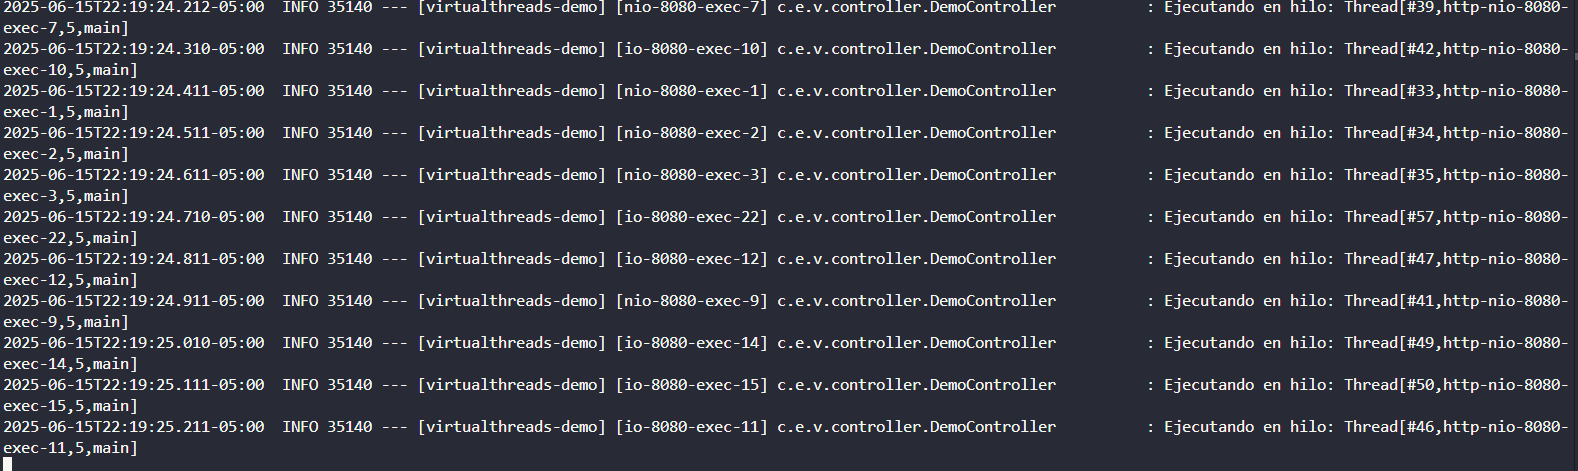 2025-06-15T22:19:24.212-05:00  INFO 35140 --- [virtualthreads-demo] [nio-8080-exec-7] c.e.v.controller.DemoController          : Ejecutando en hilo: Thread[#39,http-nio-8080-
exec-7,5,main]
2025-06-15T22:19:24.310-05:00  INFO 35140 --- [virtualthreads-demo] [io-8080-exec-10] c.e.v.controller.DemoController          : Ejecutando en hilo: Thread[#42,http-nio-8080-
exec-10,5,main]
2025-06-15T22:19:24.411-05:00  INFO 35140 --- [virtualthreads-demo] [nio-8080-exec-1] c.e.v.controller.DemoController          : Ejecutando en hilo: Thread[#33,http-nio-8080-
exec-1,5,main]
2025-06-15T22:19:24.511-05:00  INFO 35140 --- [virtualthreads-demo] [nio-8080-exec-2] c.e.v.controller.DemoController          : Ejecutando en hilo: Thread[#34,http-nio-8080-
exec-2,5,main]
2025-06-15T22:19:24.611-05:00  INFO 35140 --- [virtualthreads-demo] [nio-8080-exec-3] c.e.v.controller.DemoController          : Ejecutando en hilo: Thread[#35,http-nio-8080-
exec-3,5,main]
2025-06-15T22:19:24.710-05:00  INFO 35140 --- [virtualthreads-demo] [io-8080-exec-22] c.e.v.controller.DemoController          : Ejecutando en hilo: Thread[#57,http-nio-8080-
exec-22,5,main]
2025-06-15T22:19:24.811-05:00  INFO 35140 --- [virtualthreads-demo] [io-8080-exec-12] c.e.v.controller.DemoController          : Ejecutando en hilo: Thread[#47,http-nio-8080-
exec-12,5,main]
2025-06-15T22:19:24.911-05:00  INFO 35140 --- [virtualthreads-demo] [nio-8080-exec-9] c.e.v.controller.DemoController          : Ejecutando en hilo: Thread[#41,http-nio-8080-
exec-9,5,main]
2025-06-15T22:19:25.010-05:00  INFO 35140 --- [virtualthreads-demo] [io-8080-exec-14] c.e.v.controller.DemoController          : Ejecutando en hilo: Thread[#49,http-nio-8080-
exec-14,5,main]
2025-06-15T22:19:25.111-05:00  INFO 35140 --- [virtualthreads-demo] [io-8080-exec-15] c.e.v.controller.DemoController          : Ejecutando en hilo: Thread[#50,http-nio-8080-
exec-15,5,main]
2025-06-15T22:19:25.211-05:00  INFO 35140 --- [virtualthreads-demo] [io-8080-exec-11] c.e.v.controller.DemoController          : Ejecutando en hilo: Thread[#46,http-nio-8080-
exec-11,5,main]